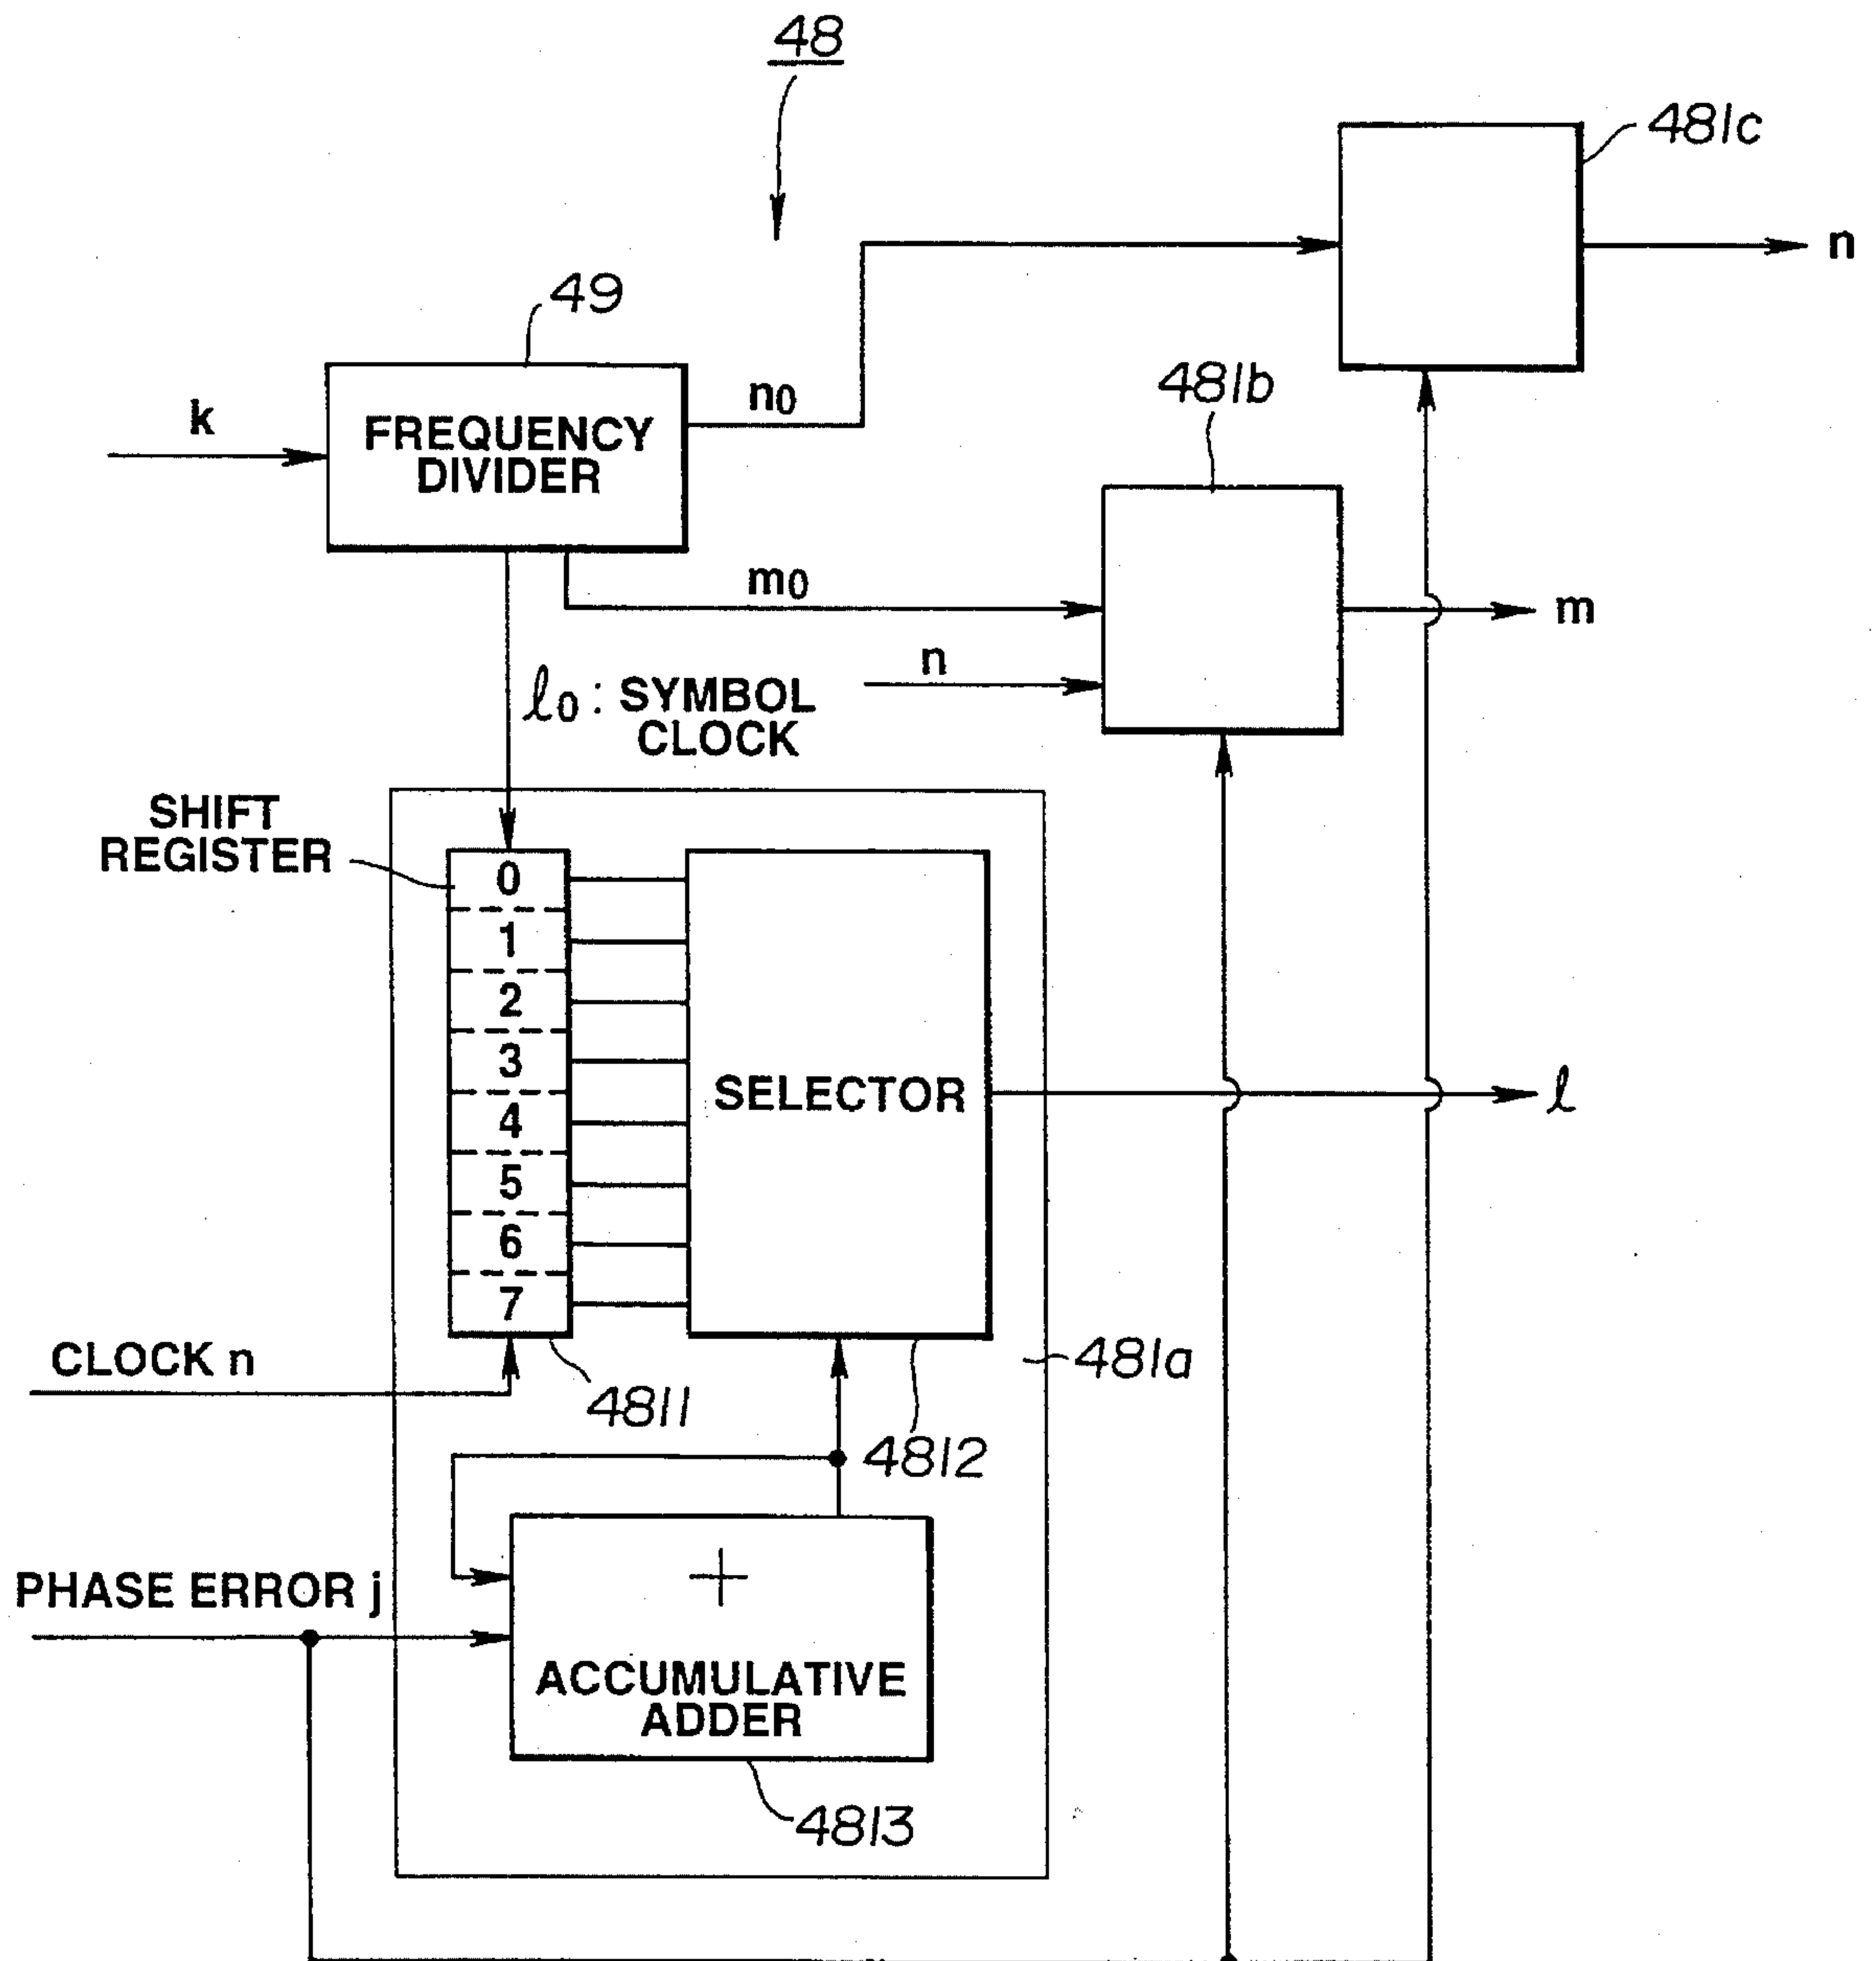 48
481c
n
49
n0
481b
k
FREQUENCY
DIVIDER
m0
m
n
ℓ0 : SYMBOL
CLOCK
SHIFT
REGISTER
0
1
2
3
4
5
6
7
SELECTOR
ℓ
CLOCK n
481a
4811
4812
PHASE ERROR j
+
ACCUMULATIVE
ADDER
4813